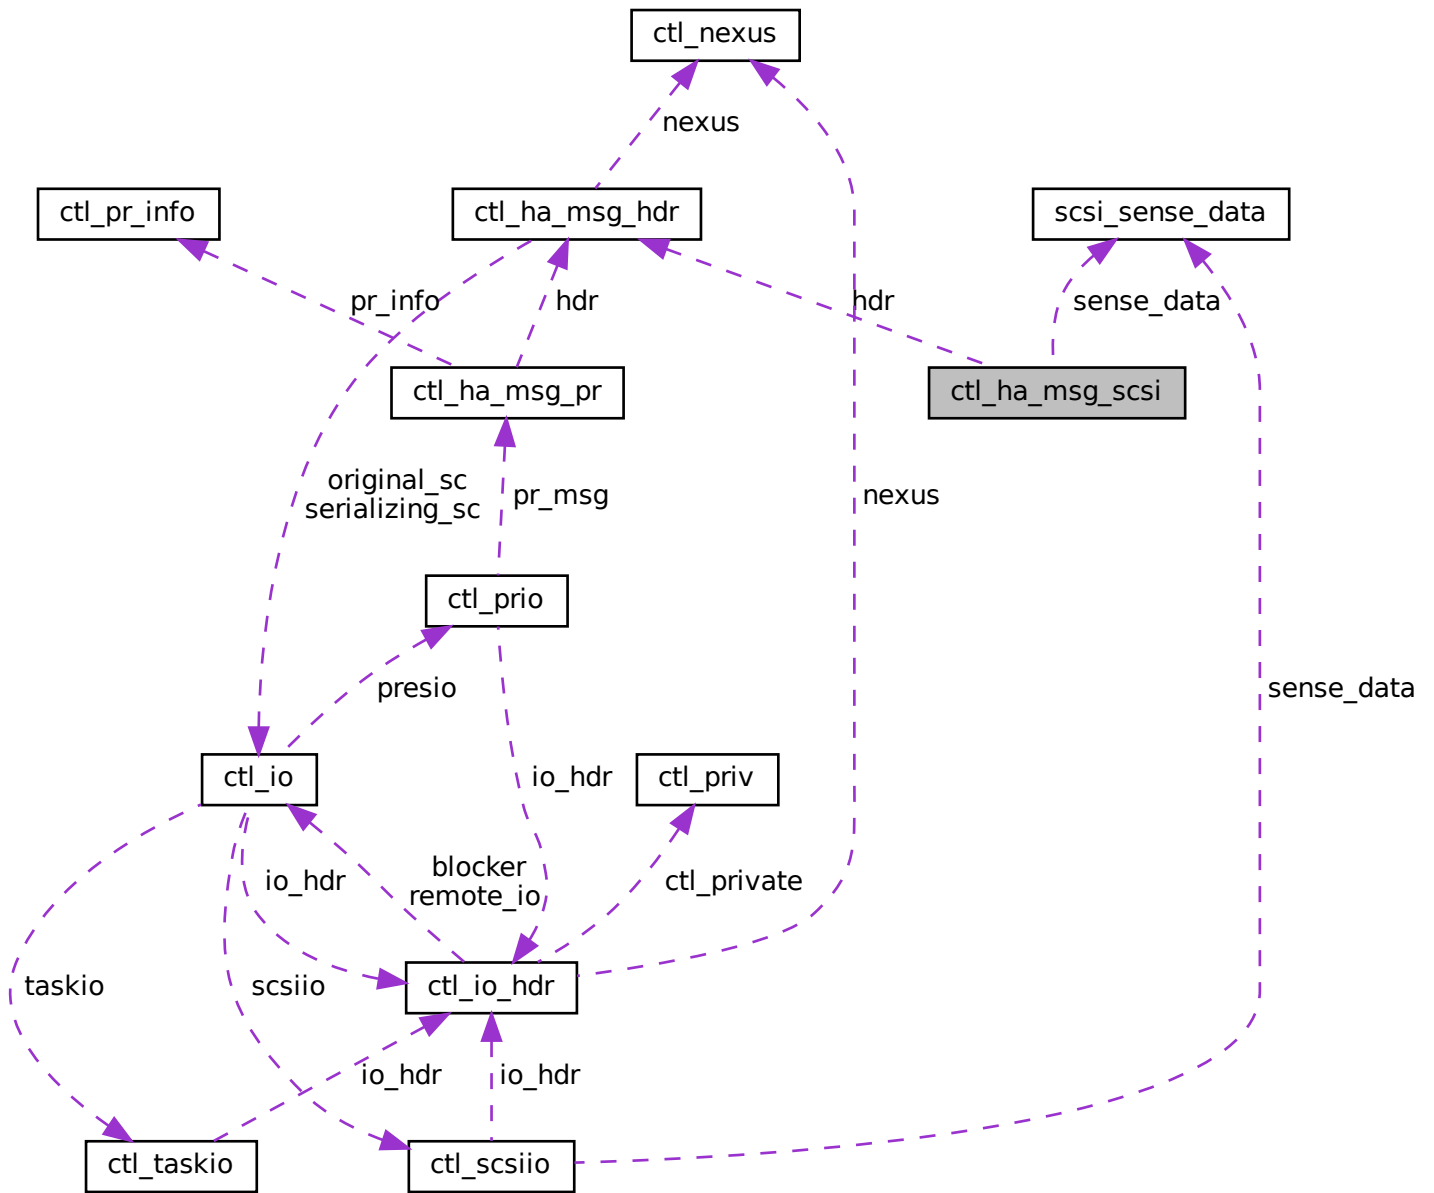 ctl_nexus
nexus
ctl_pr_info
ctl_ha_msg_hdr
scsi_sense_data
pr_info
hdr
hdr
sense_data
ctl_ha_msg_pr
ctl_ha_msg_scsi
original_sc
serializing_sc
pr_msg
nexus
ctl_prio
presio
sense_data
ctl_io
io_hdr
ctl_priv
io_hdr
blocker
remote_io
ctl_private
taskio
scsiio
ctl_io_hdr
io_hdr
io_hdr
ctl_taskio
ctl_scsiio